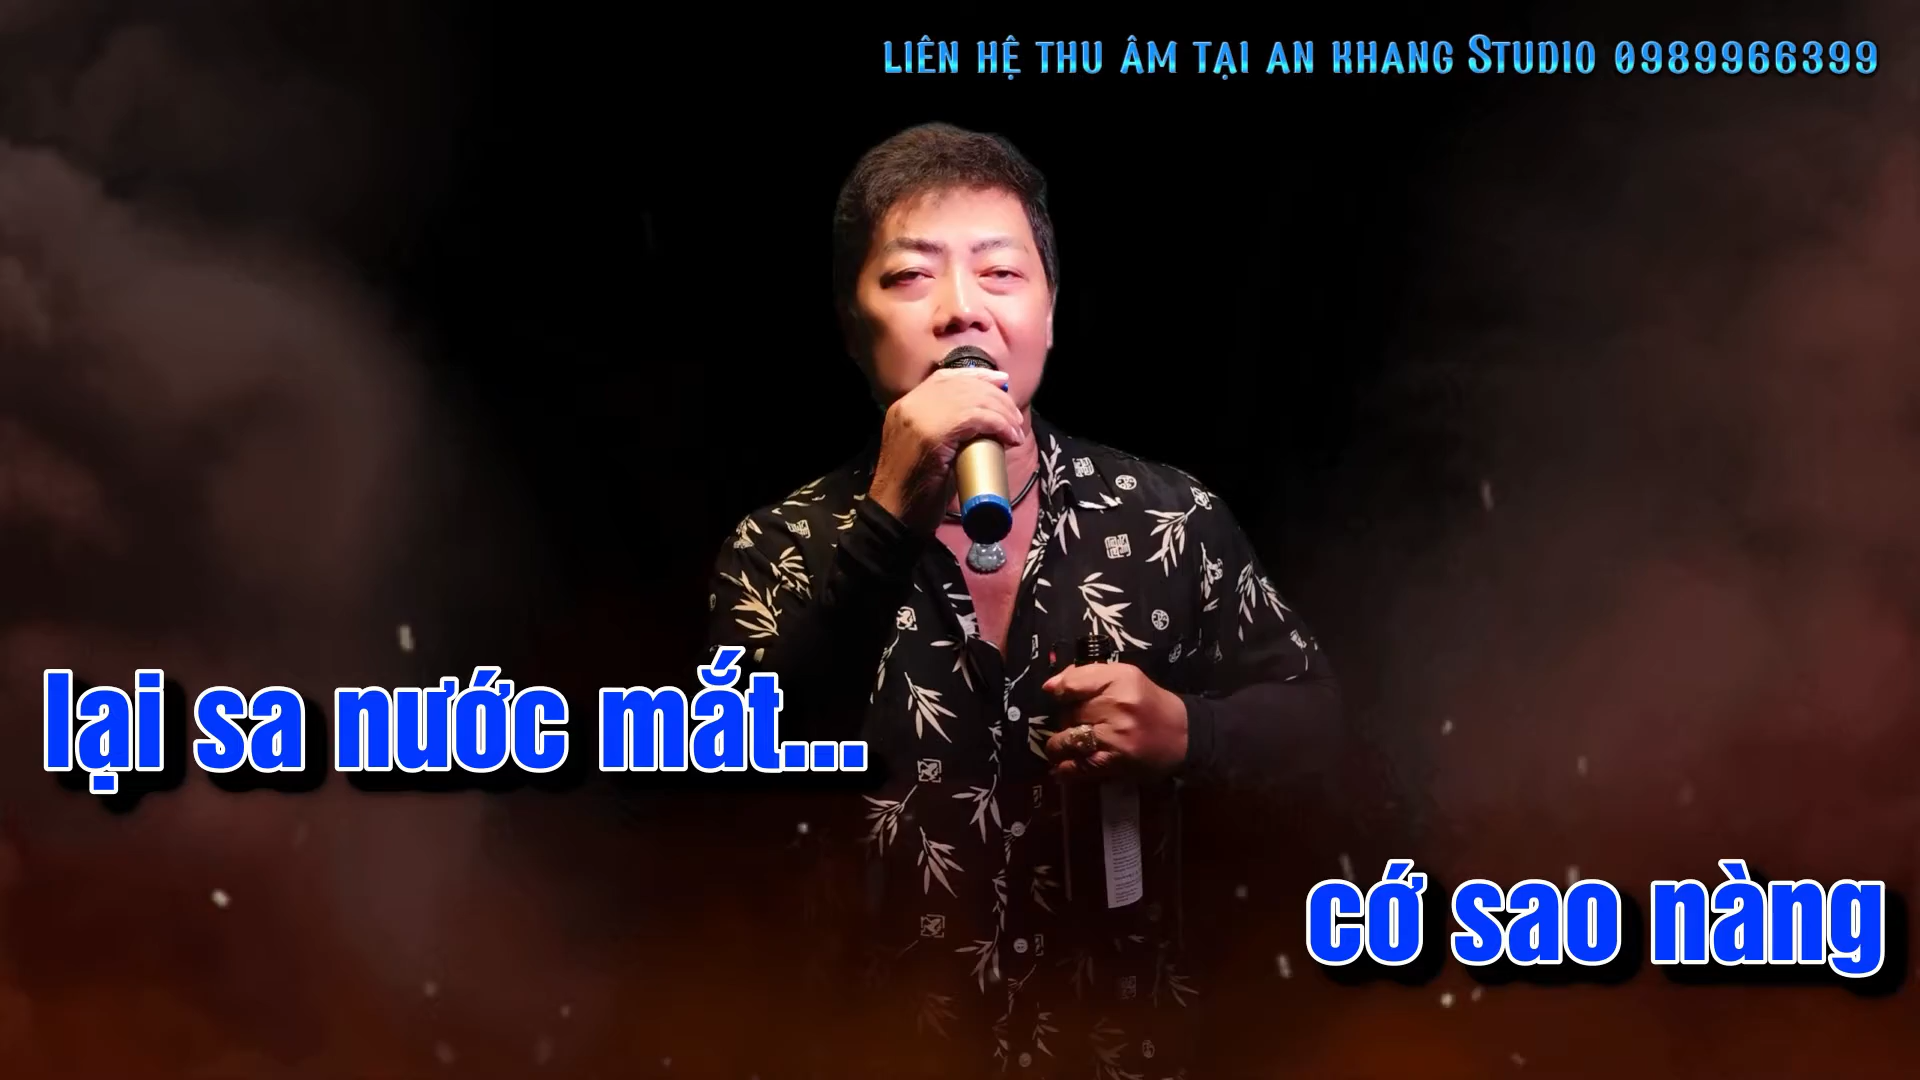 LIÊN HỆ THU ÂM TẠI AN KHANG STUDIO 0989966399
lại sa nước mắt...
cớ sao nàng